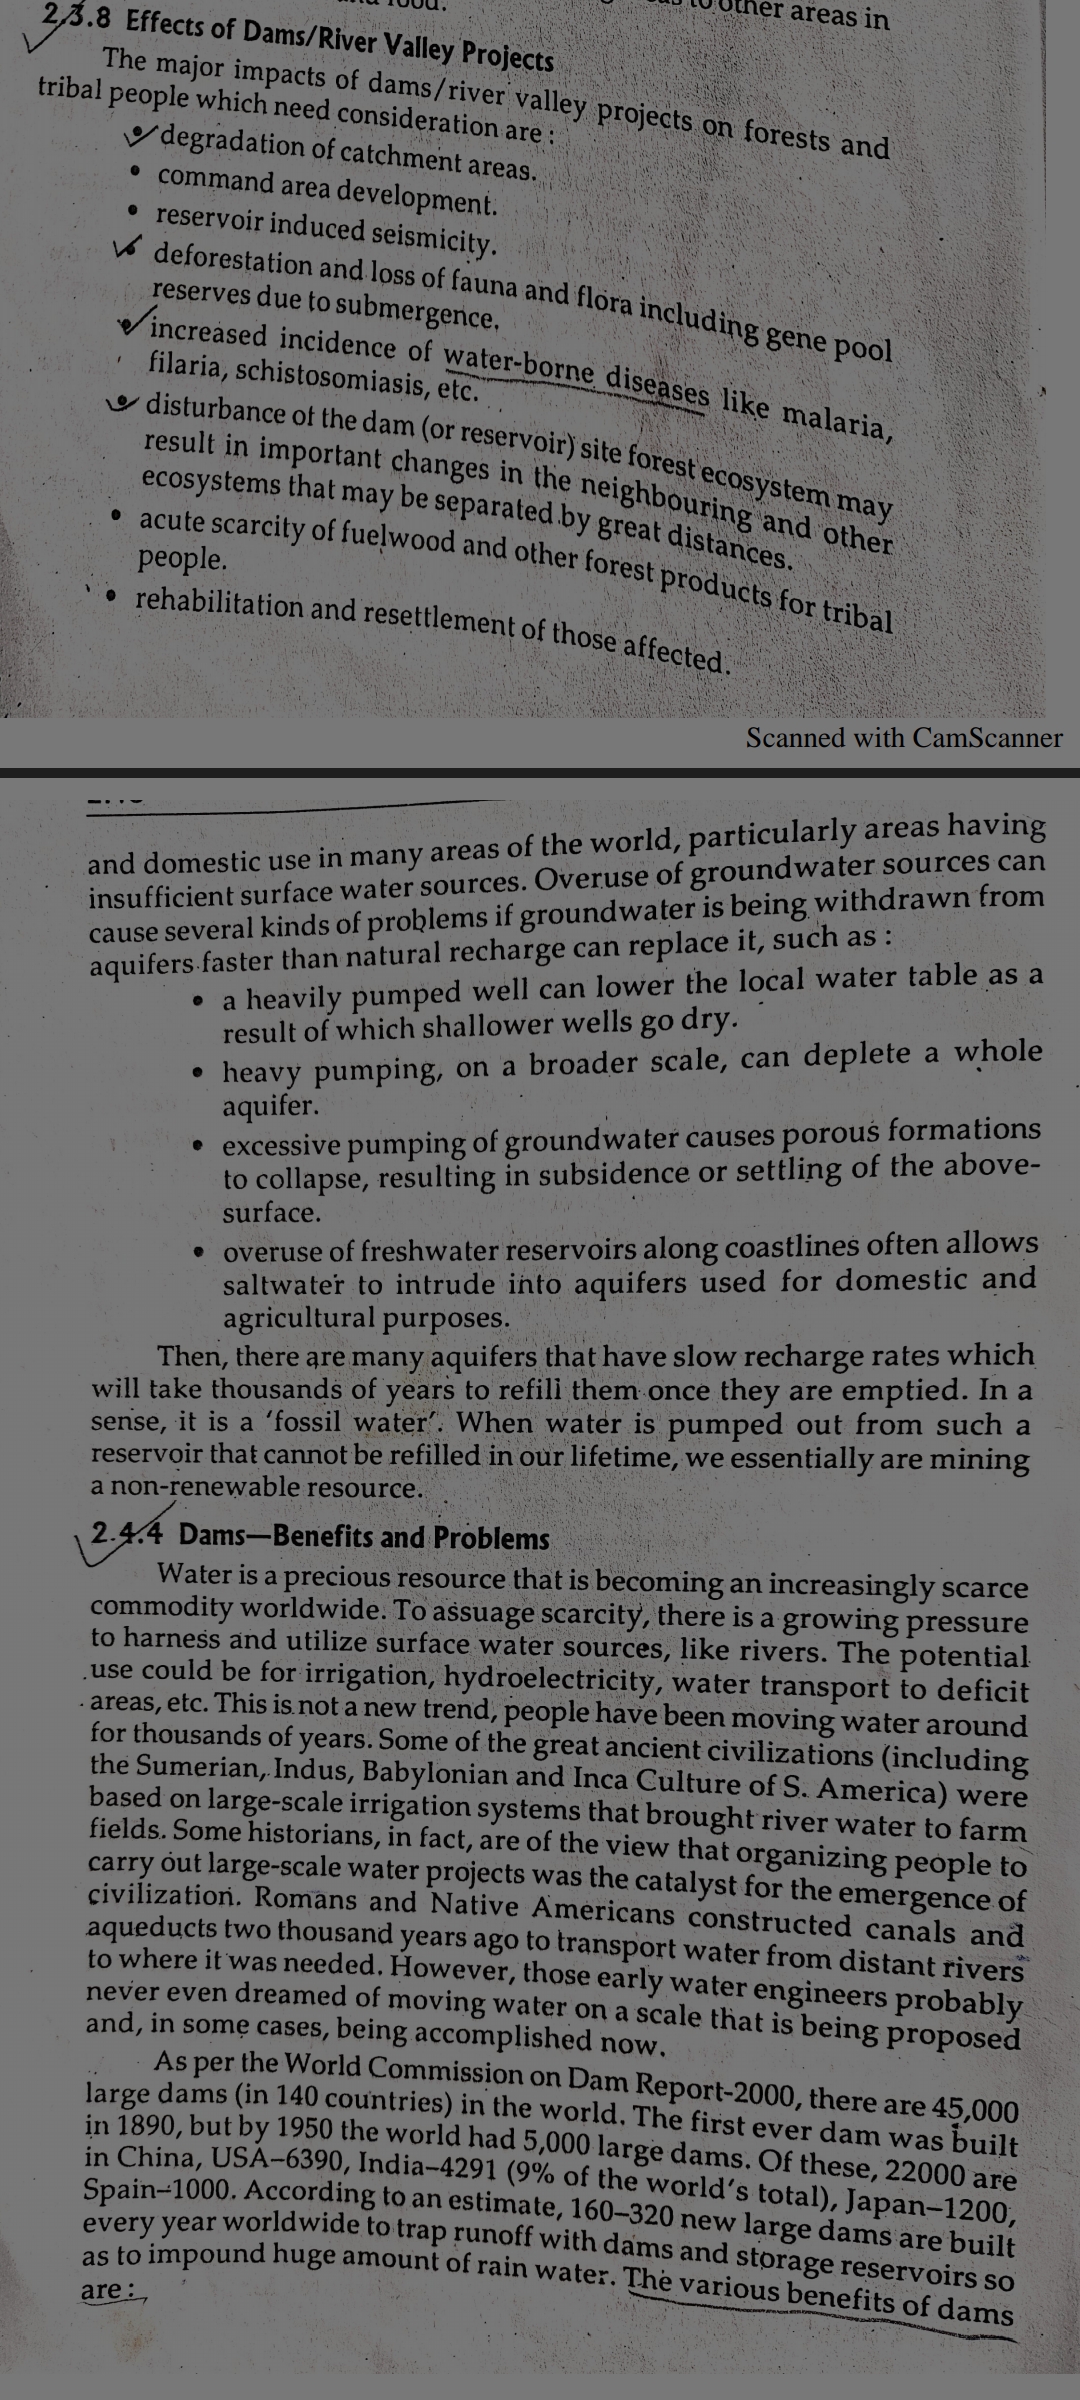 to other areas in
food.
2.3.8 Effects of Dams/River Valley Projects
The major impacts of dams/river valley projects on forests and
tribal people which need consideration are :
degradation of catchment areas.
• command area development.
• reservoir induced seismicity.
deforestation and loss of fauna and flora including gene pool
reserves due to submergence.
increased incidence of water-borne diseases like malaria,
filaria, schistosomiasis, etc.
disturbance of the dam (or reservoir) site forest ecosystem may
result in important changes in the neighbouring and other
ecosystems that may be separated by great distances.
• acute scarcity of fuelwood and other forest products for tribal
people.
• rehabilitation and resettlement of those affected.
Scanned with CamScanner
and domestic use in many areas of the world, particularly areas having
insufficient surface water sources. Overuse of groundwater sources can
cause several kinds of problems if groundwater is being withdrawn from
aquifers faster than natural recharge can replace it, such as :
• a heavily pumped well can lower the local water table as a
result of which shallower wells go dry.
• heavy pumping, on a broader scale, can deplete a whole
aquifer.
• excessive pumping of groundwater causes porous formations
to collapse, resulting in subsidence or settling of the above-
surface.
• overuse of freshwater reservoirs along coastlines often allows
saltwater to intrude into aquifers used for domestic and
agricultural purposes.
Then, there are many aquifers that have slow recharge rates which
will take thousands of years to refill them once they are emptied. In a
sense, it is a ‘fossil water’. When water is pumped out from such a
reservoir that cannot be refilled in our lifetime, we essentially are mining
a non-renewable resource.
2.4.4 Dams—Benefits and Problems
Water is a precious resource that is becoming an increasingly scarce
commodity worldwide. To assuage scarcity, there is a growing pressure
to harness and utilize surface water sources, like rivers. The potential
use could be for irrigation, hydroelectricity, water transport to deficit
areas, etc. This is not a new trend, people have been moving water around
for thousands of years. Some of the great ancient civilizations (including
the Sumerian, Indus, Babylonian and Inca Culture of S. America) were
based on large-scale irrigation systems that brought river water to farm
fields. Some historians, in fact, are of the view that organizing people to
carry out large-scale water projects was the catalyst for the emergence of
civilization. Romans and Native Americans constructed canals and
aqueducts two thousand years ago to transport water from distant rivers
to where it was needed. However, those early water engineers probably
never even dreamed of moving water on a scale that is being proposed
and, in some cases, being accomplished now.
As per the World Commission on Dam Report-2000, there are 45,000
large dams (in 140 countries) in the world. The first ever dam was built
in 1890, but by 1950 the world had 5,000 large dams. Of these, 22000 are
in China, USA–6390, India–4291 (9% of the world's total), Japan–1200,
Spain–1000. According to an estimate, 160–320 new large dams are built
every year worldwide to trap runoff with dams and storage reservoirs so
as to impound huge amount of rain water. The various benefits of dams
are :